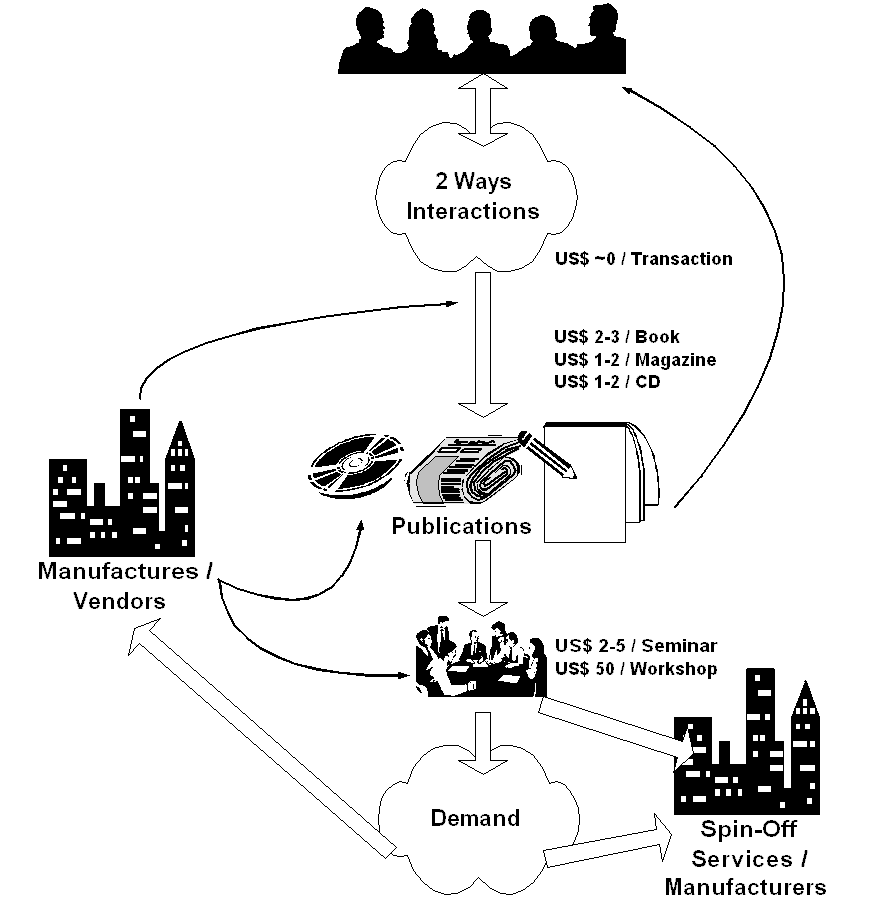 2 Ways
Interactions
US$ ~0 / Transaction
US$ 2-3 / Book
US$ 1-2 / Magazine
US$ 1-2 / CD
Publications
Manufactures /
Vendors
US$ 2-5 / Seminar
US$ 50 / Workshop
Demand
Spin-Off
Services /
Manufacturers